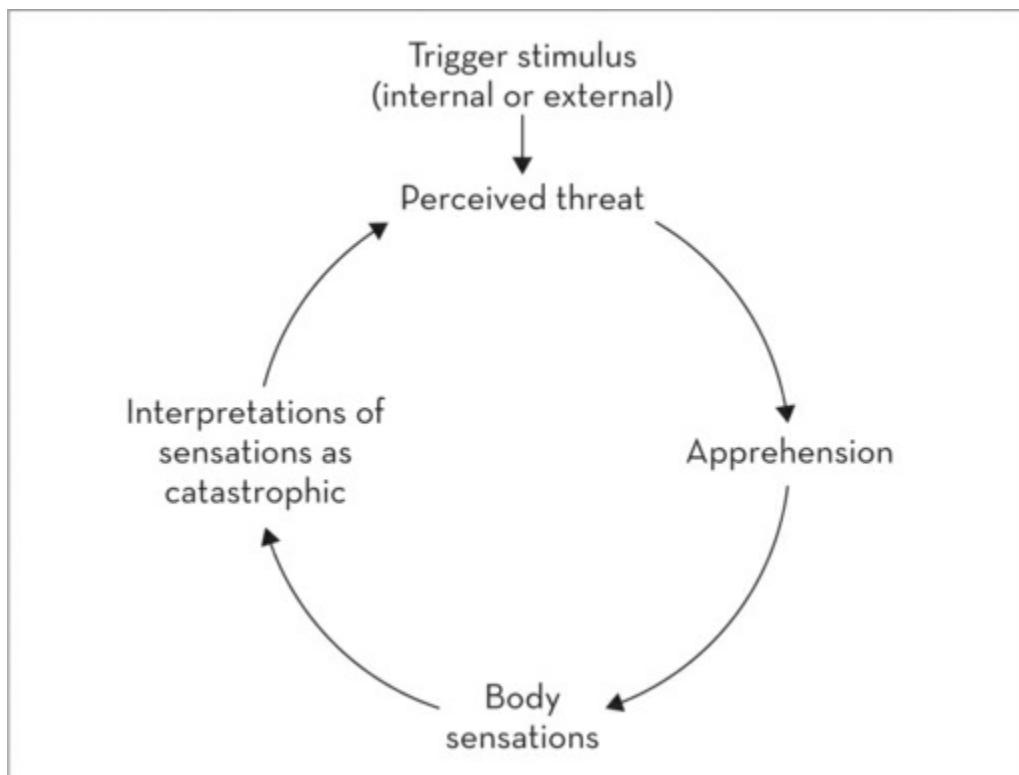 Trigger stimulus
(internal or external)
Perceived threat
Apprehension
Body
sensations
Interpretations of
sensations as
catastrophic